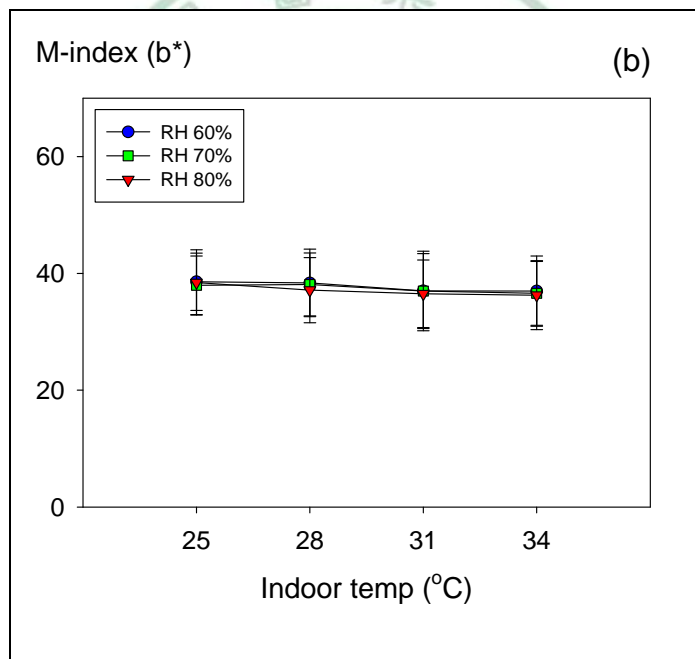 M-index (b*)
(b)
RH 60%
RH 70%
RH 80%
60
40
20
0
25 28 31 34
Indoor temp (°C)